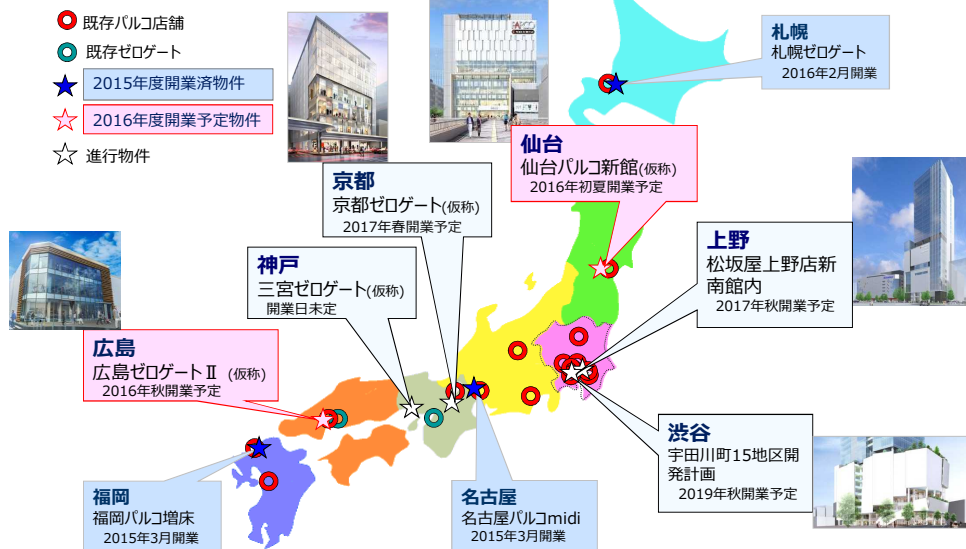 既存パルコ店舗
既存ゼロゲート
2015年度開業済物件
2016年度開業予定物件
進行物件
札幌
札幌ゼロゲート
2016年2月開業
仙台
仙台パルコ新館(仮称)
2016年初夏開業予定
京都
京都ゼロゲート(仮称)
2017年春開業予定
上野
松坂屋上野店新
南館内
2017年秋開業予定
神戸
三宮ゼロゲート(仮称)
開業日未定
広島
広島ゼロゲートⅡ (仮称)
2016年秋開業予定
渋谷
宇田川町15地区開
発計画
2019年秋開業予定
福岡
福岡パルコ増床
2015年3月開業
名古屋
名古屋パルコmidi
2015年3月開業